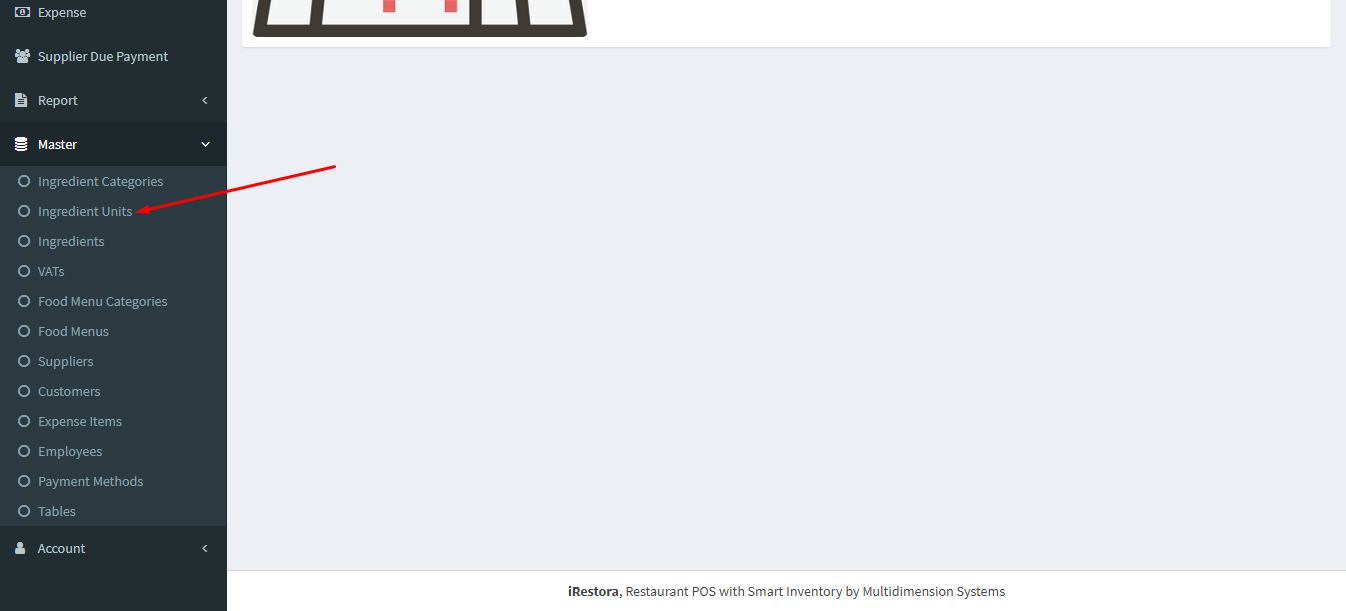 Expense
Supplier Due Payment
Report
Master
Ingredient Categories
Ingredient Units
Ingredients
VATs
Food Menu Categories
Food Menus
Suppliers
Customers
Expense Items
Employees
Payment Methods
Tables
Account
iRestora, Restaurant POS with Smart Inventory by Multidimension Systems